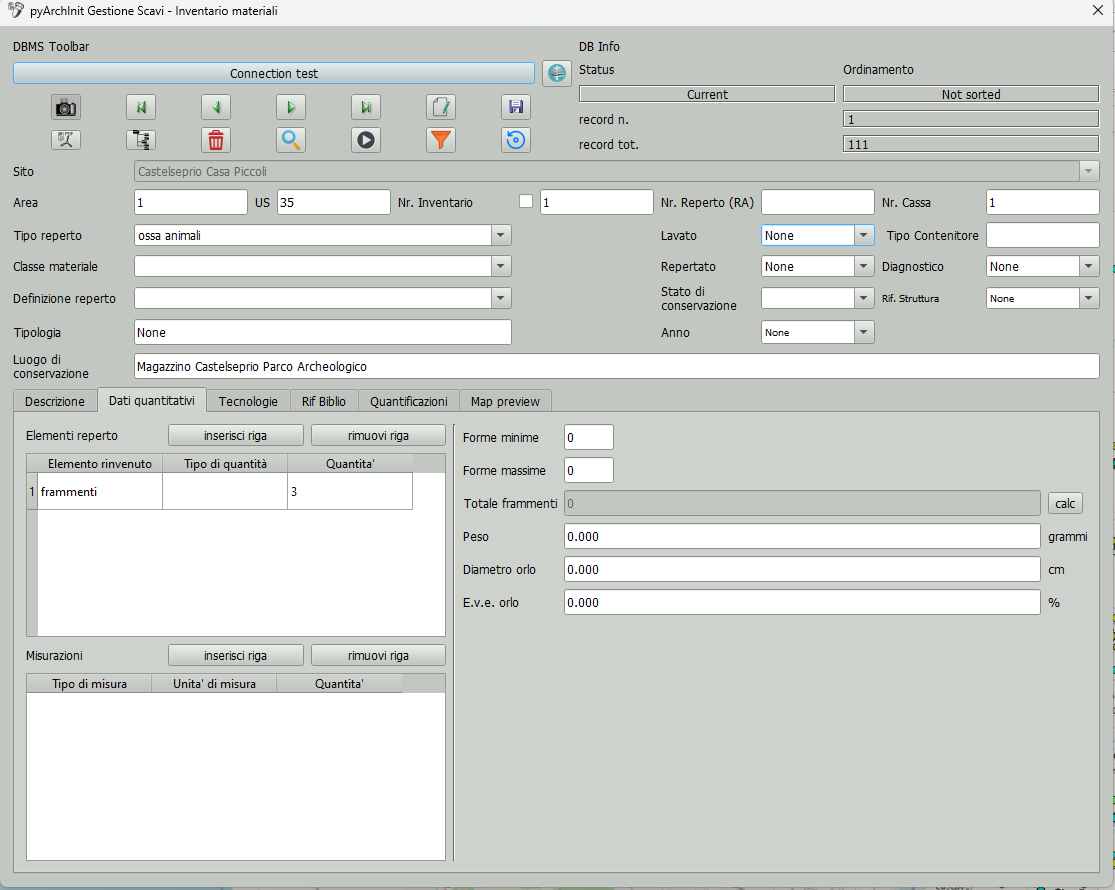 pyArchInit Gestione Scavi - Inventario materiali
DBMS Toolbar
DB Info
Connection test
Status
Ordinamento
Current
Not sorted
record n.
1
record tot.
111
Sito
Castelseprio Casa Piccoli
Area
1
US
35
Nr. Inventario
1
Nr. Reperto (RA)
Nr. Cassa
1
Tipo reperto
ossa animali
Lavato
None
Tipo Contenitore
Classe materiale
Repertato
None
Diagnostico
None
Definizione reperto
Stato di
conservazione
Rif. Struttura
None
Tipologia
None
Anno
None
Luogo di
conservazione
Magazzino Castelseprio Parco Archeologico
Descrizione
Dati quantitativi
Tecnologie
Rif Biblio
Quantificazioni
Map preview
Elementi reperto
inserisci riga
rimuovi riga
Elemento rinvenuto
Tipo di quantità
Quantita'
1
frammenti
3
Misurazioni
inserisci riga
rimuovi riga
Tipo di misura
Unita' di misura
Quantita'
Forme minime
0
Forme massime
0
Totale frammenti
0
calc
Peso
0.000
grammi
Diametro orlo
0.000
cm
E.v.e. orlo
0.000
%